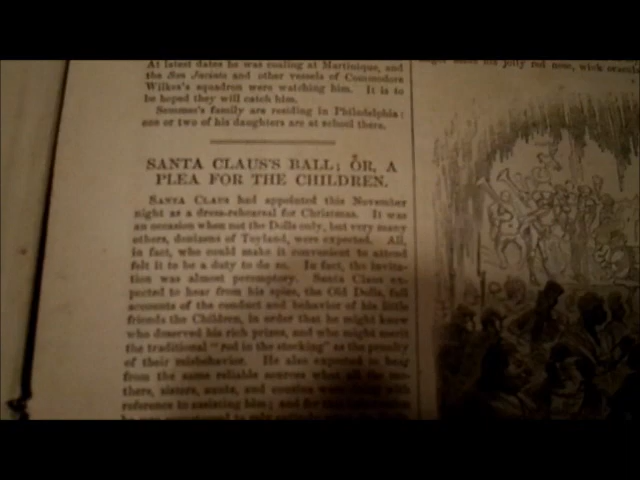 At latest dates he was coaling at Martinique, and
the San Jacinto and other vessels of Commodore
Wilkes's squadron were watching him. It is to
be hoped they will catch him.
Semmes's family are residing in Philadelphia:
one or two of his daughters are at school there.
SANTA CLAUS'S BALL; OR, A
PLEA FOR THE CHILDREN.
SANTA CLAUS had appointed this November
night as a dress-rehearsal for Christmas. It was
an occasion when not the Dolls only, but very many
others, denizens of Toyland, were expected. All,
in fact, who could make it convenient to attend
felt it to be a duty to do so. In fact, the invita-
tion was almost peremptory. Santa Claus ex-
pected to hear from his spies, the Old Dolls, full
accounts of the conduct and behavior of his little
friends the Children, in order that he might know
who deserved his rich prizes, and who might merit
the traditional "rod in the stocking" as the penalty
of their misbehavior. He also expected to hear
from the same reliable sources what all the mo-
thers, sisters, aunts, and cousins were doing with
reference to assisting him; and for
his jolly red nose, wick